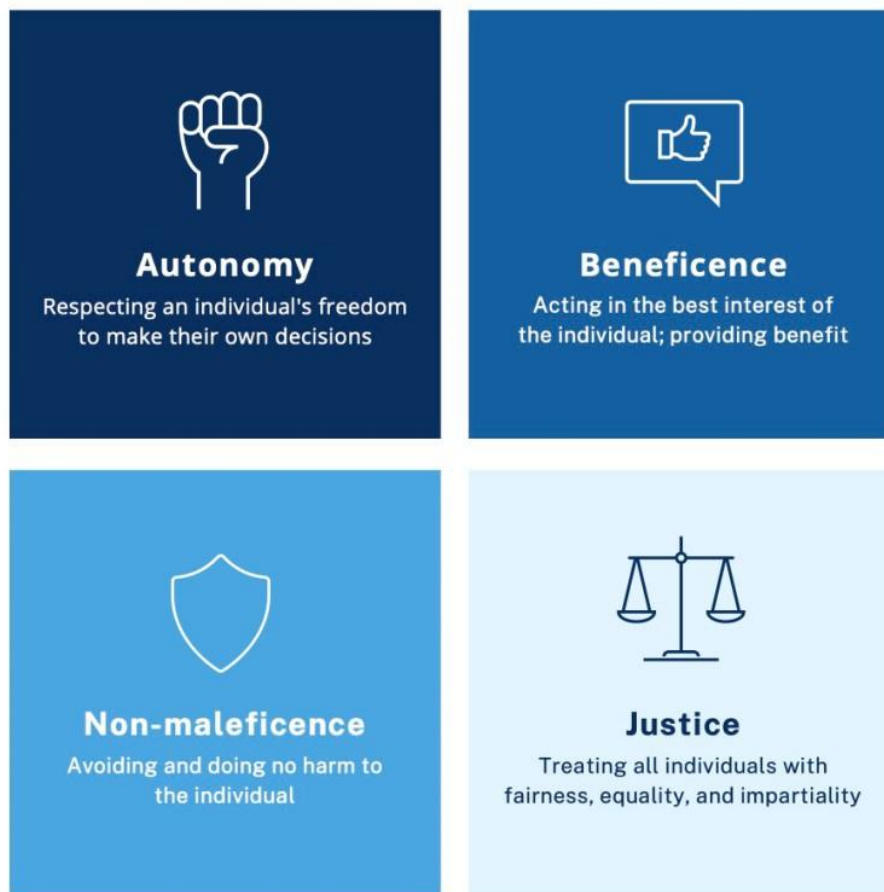 Autonomy
Respecting an individual's freedom
to make their own decisions
Beneficence
Acting in the best interest of
the individual; providing benefit
Non-maleficence
Avoiding and doing no harm to
the individual
Justice
Treating all individuals with
fairness, equality, and impartiality